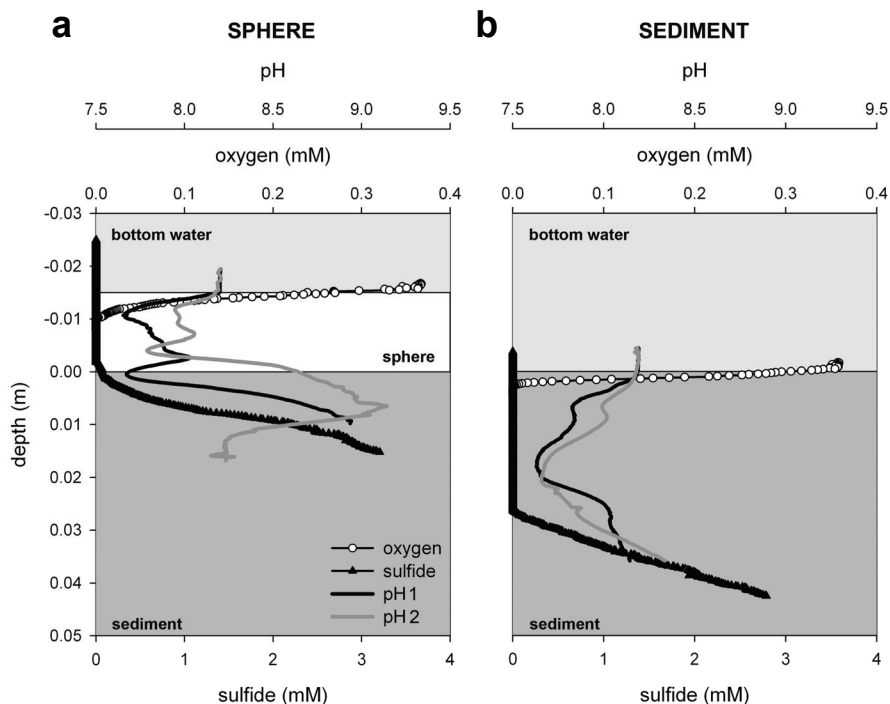 a SPHERE
pH
7.5 8.0 8.5 9.0 9.5
oxygen (mM)
0.0 0.1 0.2 0.3 0.4
-0.03
-0.02
-0.01
0.00
0.01
0.02
0.03
0.04
0.05
depth (m)
bottom water
sphere
oxygen
sulfide
pH 1
pH 2
sediment
0 1 2 3 4
sulfide (mM)
b SEDIMENT
pH
7.5 8.0 8.5 9.0 9.5
oxygen (mM)
0.0 0.1 0.2 0.3 0.4
bottom water
sediment
0 1 2 3 4
sulfide (mM)